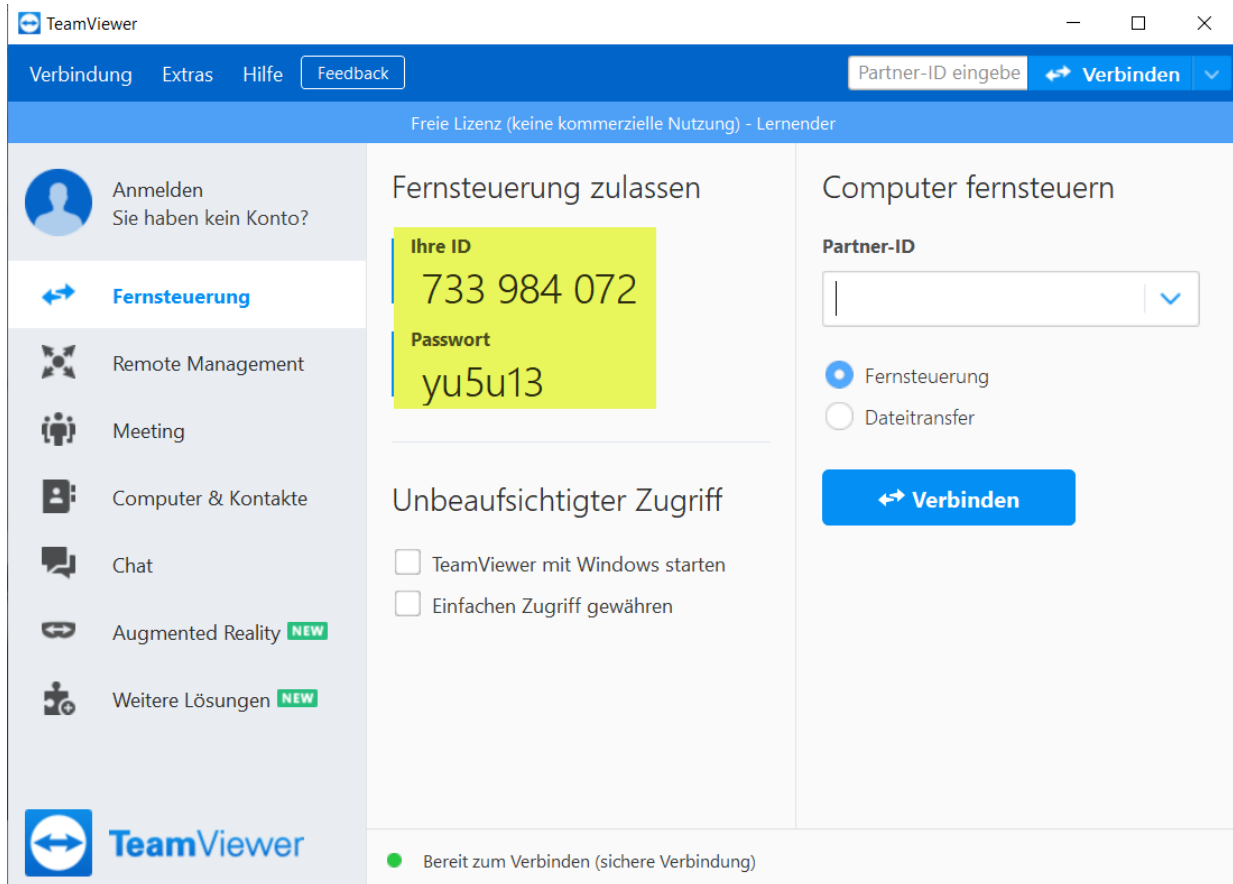 TeamViewer
Verbindung Extras Hilfe Feedback
Partner-ID eingebe Verbinden
Freie Lizenz (keine kommerzielle Nutzung) - Lernender
Anmelden
Sie haben kein Konto?
Fernsteuerung
Remote Management
Meeting
Computer & Kontakte
Chat
Augmented Reality NEW
Weitere Lösungen NEW
TeamViewer
Fernsteuerung zulassen
Ihre ID
733 984 072
Passwort
yu5u13
Unbeaufsichtigter Zugriff
TeamViewer mit Windows starten
Einfachen Zugriff gewähren
Computer fernsteuern
Partner-ID
Fernsteuerung
Dateitransfer
Verbinden
Bereit zum Verbinden (sichere Verbindung)